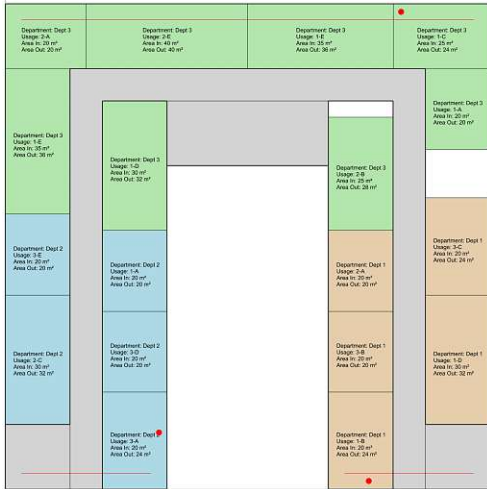 Department: Dept 3
Usage: 2-A
Area In: 20 m²
Area Out: 20 m²
Department: Dept 3
Usage: 2-E
Area In: 40 m²
Area Out: 40 m²
Department: Dept 3
Usage: 1-E
Area In: 35 m²
Area Out: 36 m²
Department: Dept 3
Usage: 1-C
Area In: 25 m²
Area Out: 24 m²
Department: Dept 3
Usage: 1-A
Area In: 20 m²
Area Out: 20 m²
Department: Dept 3
Usage: 1-E
Area In: 35 m²
Area Out: 36 m²
Department: Dept 3
Usage: 1-D
Area In: 30 m²
Area Out: 32 m²
Department: Dept 3
Usage: 2-B
Area In: 25 m²
Area Out: 28 m²
Department: Dept 2
Usage: 3-E
Area In: 20 m²
Area Out: 20 m²
Department: Dept 2
Usage: 1-A
Area In: 20 m²
Area Out: 20 m²
Department: Dept 1
Usage: 2-A
Area In: 20 m²
Area Out: 20 m²
Department: Dept 1
Usage: 3-C
Area In: 20 m²
Area Out: 24 m²
Department: Dept 2
Usage: 2-C
Area In: 30 m²
Area Out: 32 m²
Department: Dept 2
Usage: 3-D
Area In: 20 m²
Area Out: 20 m²
Department: Dept 1
Usage: 3-B
Area In: 20 m²
Area Out: 20 m²
Department: Dept 1
Usage: 1-D
Area In: 30 m²
Area Out: 32 m²
Department: Dept
Usage: 3-A
Area In: 20 m²
Area Out: 24 m²
Department: Dept 1
Usage: 1-B
Area In: 20 m²
Area Out: 24 m²